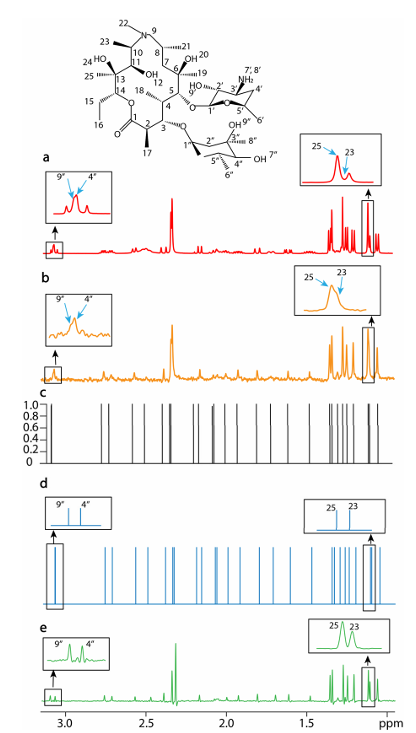 22
9
23
N
21
10
8
24
HO
11
7
OH
20
6
25
13
OH
12
19
HO
2'
NH₂
7', 8'
3'
4'
9'
14
5
O
O
1'
5'
6'
15
O
18
4
16
1
3
O
HO
9"
O
2
1"
2"
3"
8"
17
4"
OH
7"
5"
6"
a
9" 4"
25 23
b
9" 4"
25 23
c
1.0
0.8
0.6
0.4
0.2
0
d
9" 4"
25 23
e
9" 4"
25 23
3.0 2.5 2.0 1.5 ppm